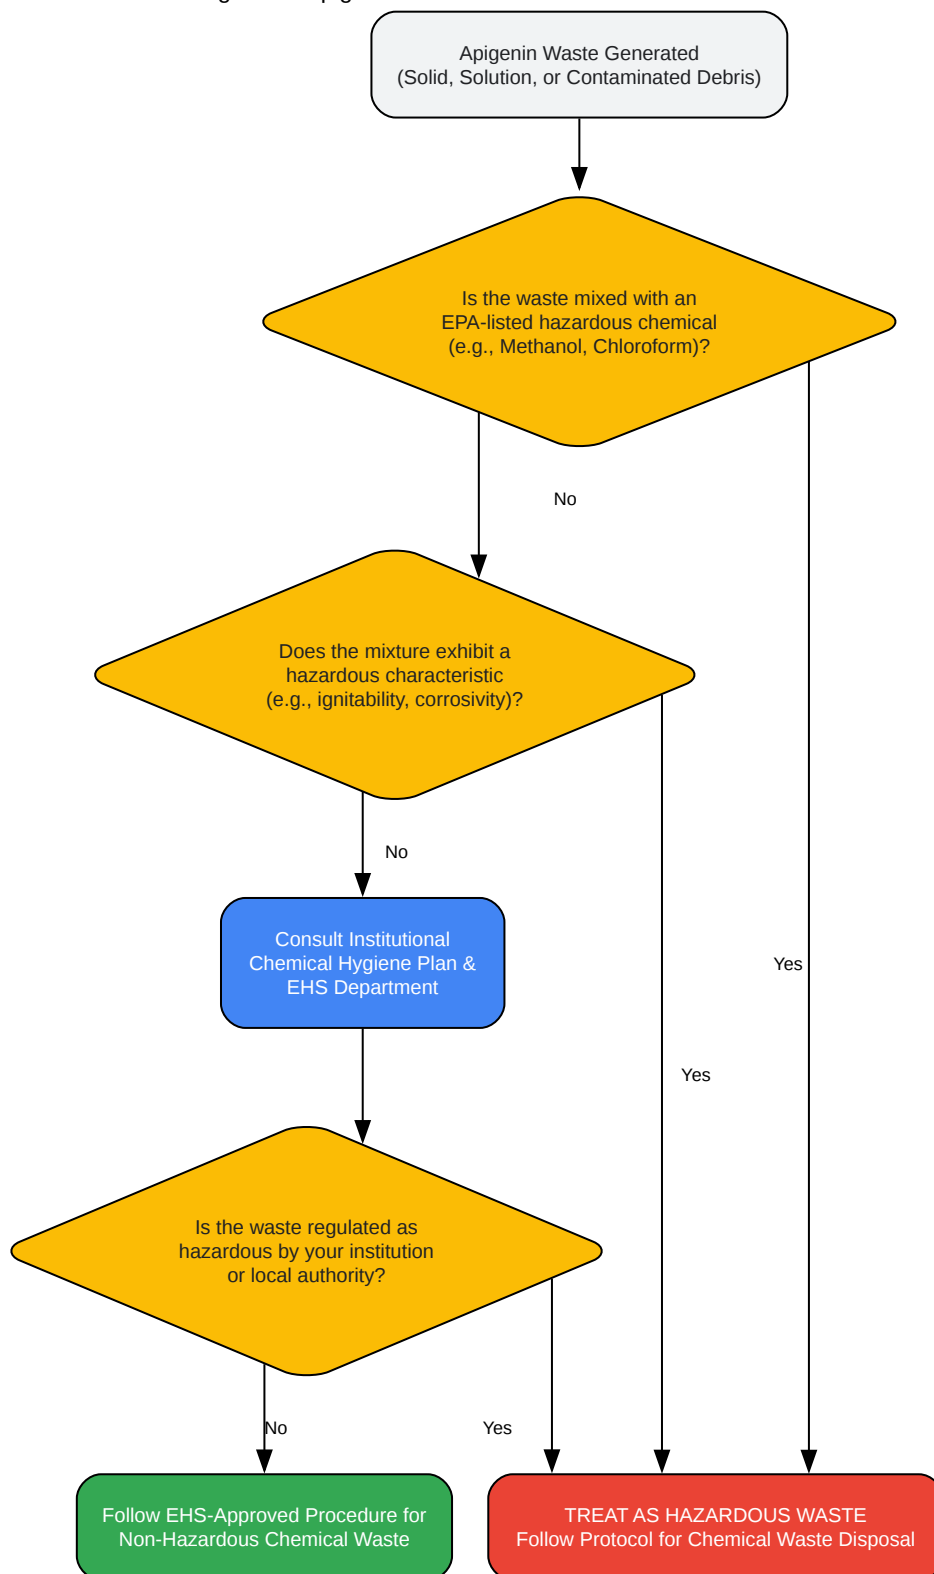 Apigenin Waste Generated
(Solid, Solution, or Contaminated Debris)
Is the waste mixed with an
EPA-listed hazardous chemical
(e.g., Methanol, Chloroform)?
No
Does the mixture exhibit a
hazardous characteristic
(e.g., ignitability, corrosivity)?
No
Consult Institutional
Chemical Hygiene Plan &
EHS Department
Yes
Yes
Is the waste regulated as
hazardous by your institution
or local authority?
No
Yes
Follow EHS-Approved Procedure for
Non-Hazardous Chemical Waste
TREAT AS HAZARDOUS WASTE
Follow Protocol for Chemical Waste Disposal